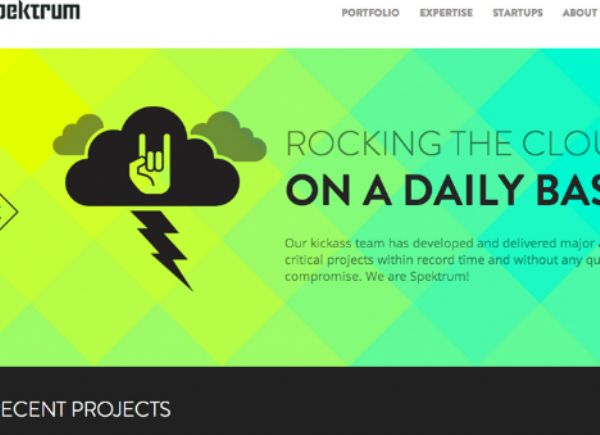 pektrum
PORTFOLIO EXPERTISE STARTUPS ABOUT
ROCKING THE CLOU
ON A DAILY BAS
Our kickass team has developed and delivered major a
critical projects within record time and without any qu
compromise. We are Spektrum!
ECENT PROJECTS